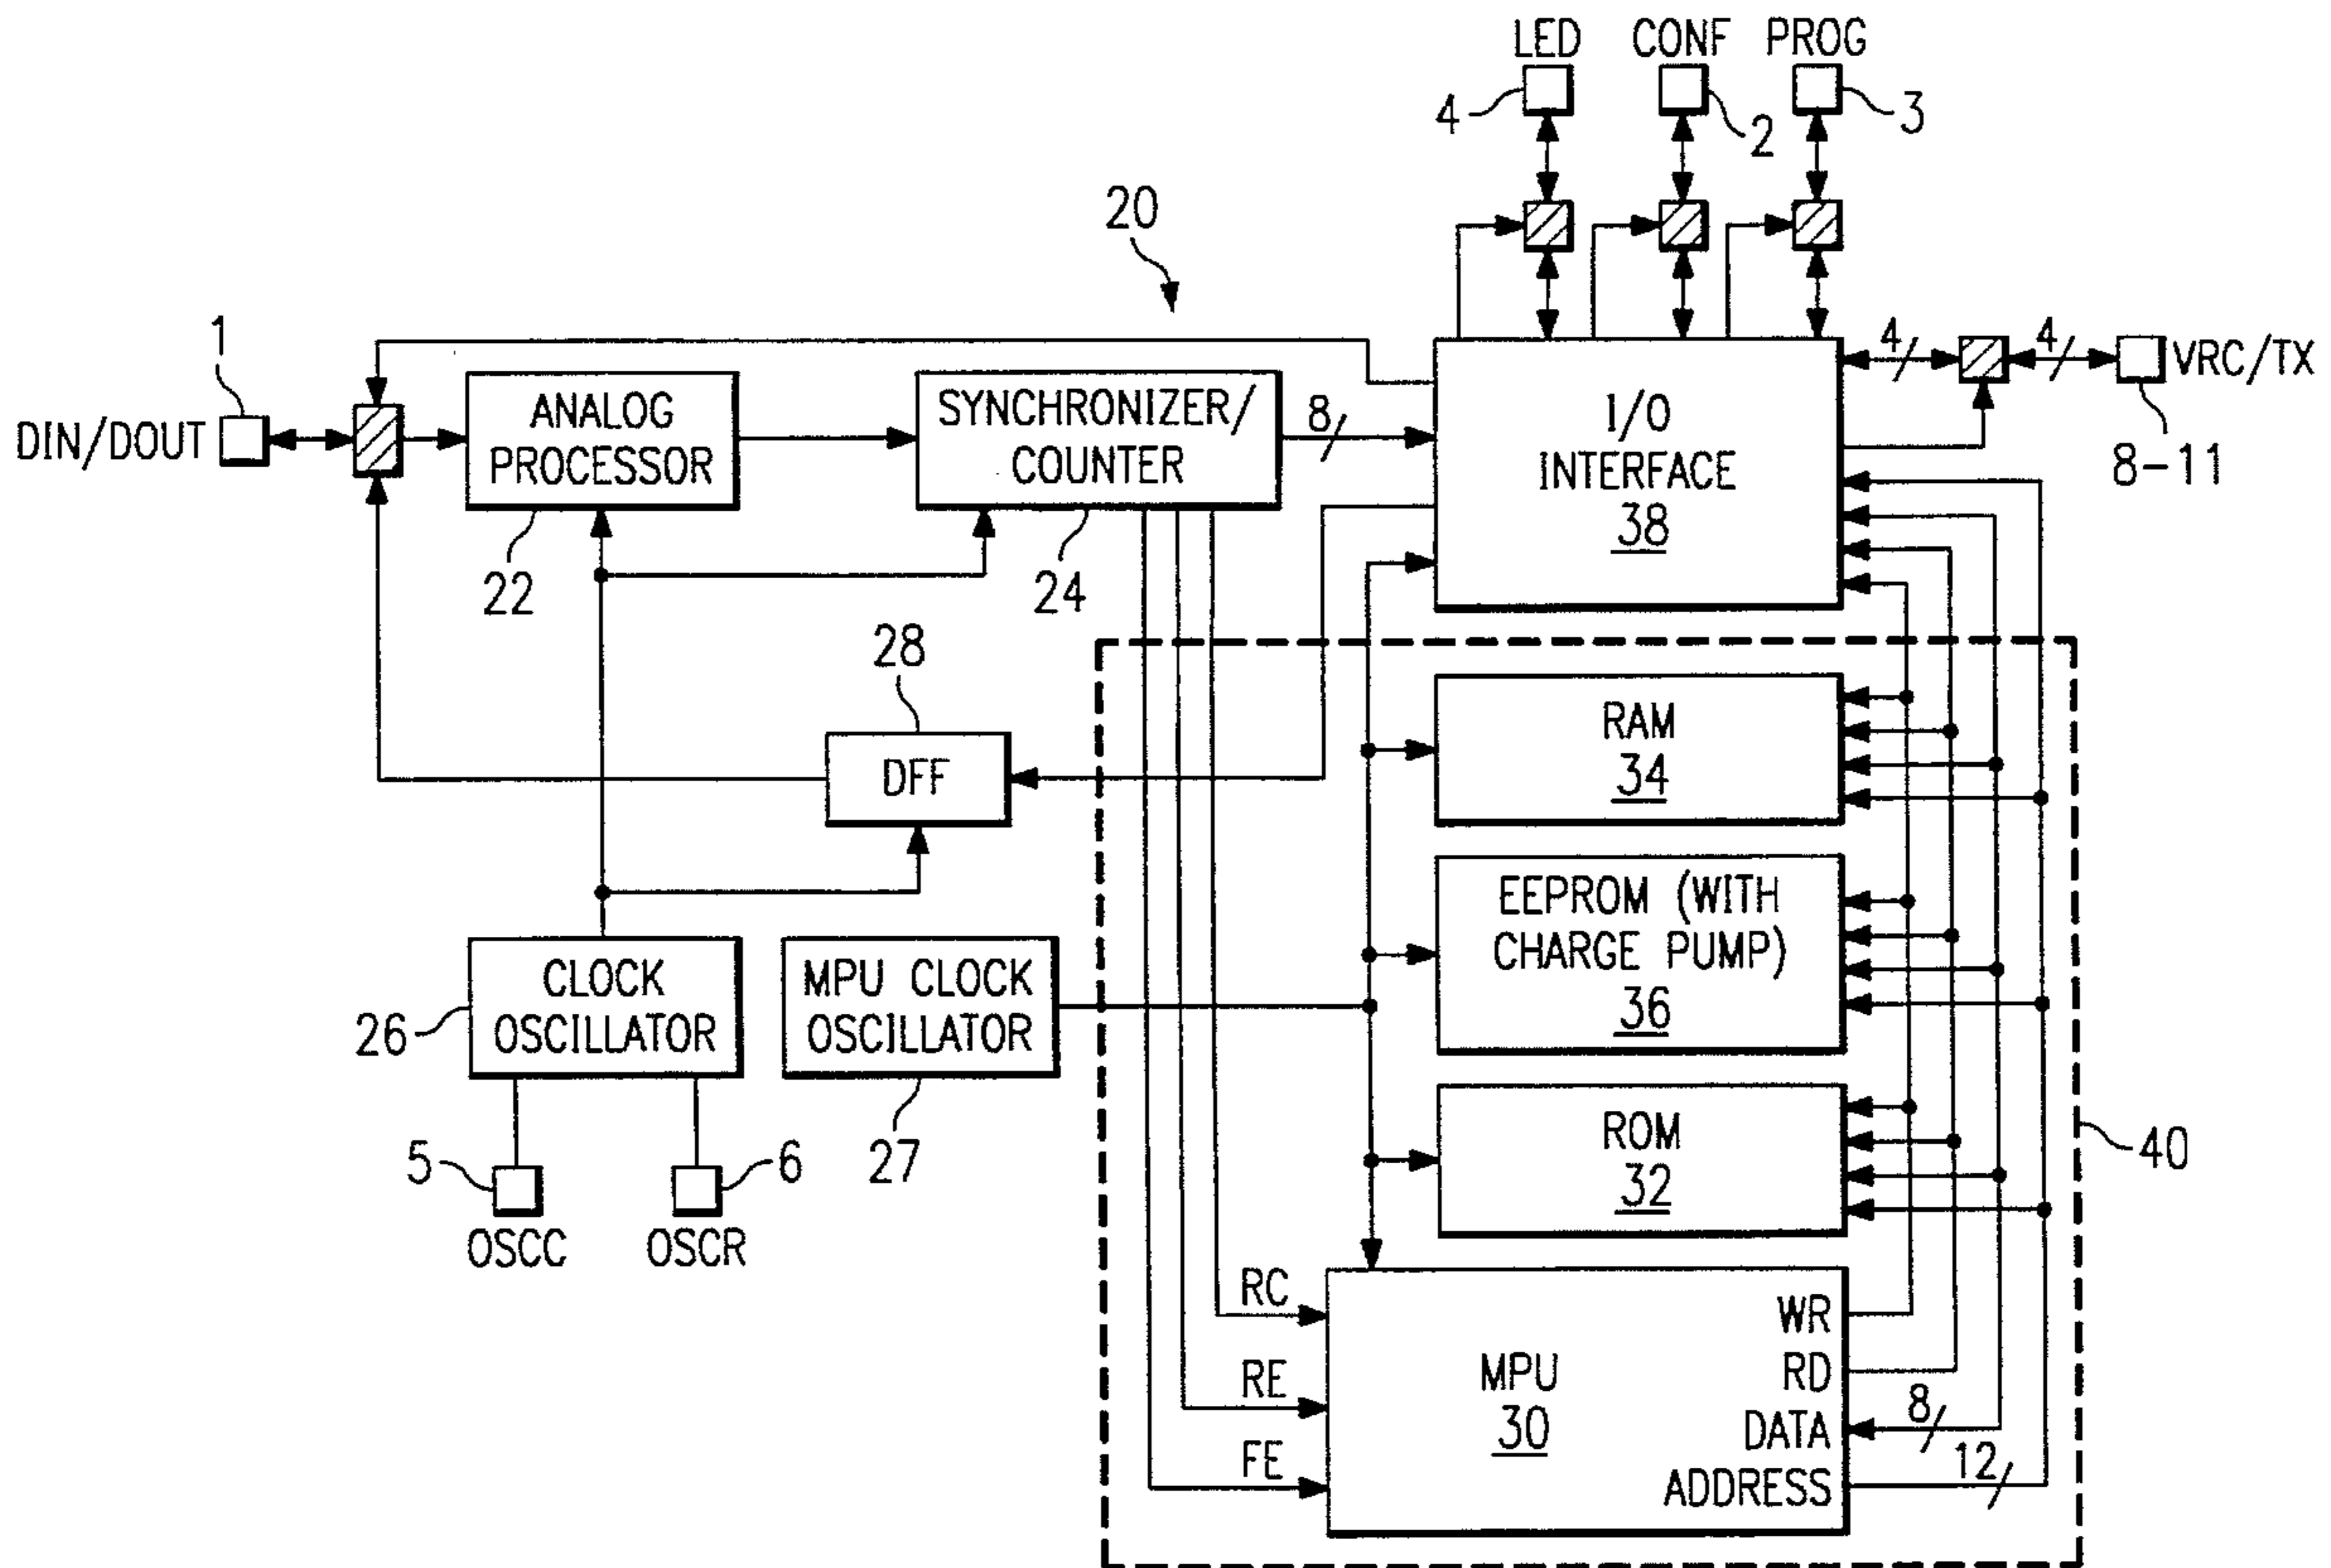 LED CONF PROG
4 2 3
20
1
DIN/DOUT
ANALOG
PROCESSOR
22
SYNCHRONIZER/
COUNTER
24
8
I/O
INTERFACE
38
4 4
VRC/TX
8-11
28
DFF
RAM
34
EEPROM (WITH
CHARGE PUMP)
36
CLOCK
OSCILLATOR
26
MPU CLOCK
OSCILLATOR
27
5
OSCC
6
OSCR
ROM
32
40
RC
RE
FE
MPU
30
WR
RD
DATA
ADDRESS
8
12